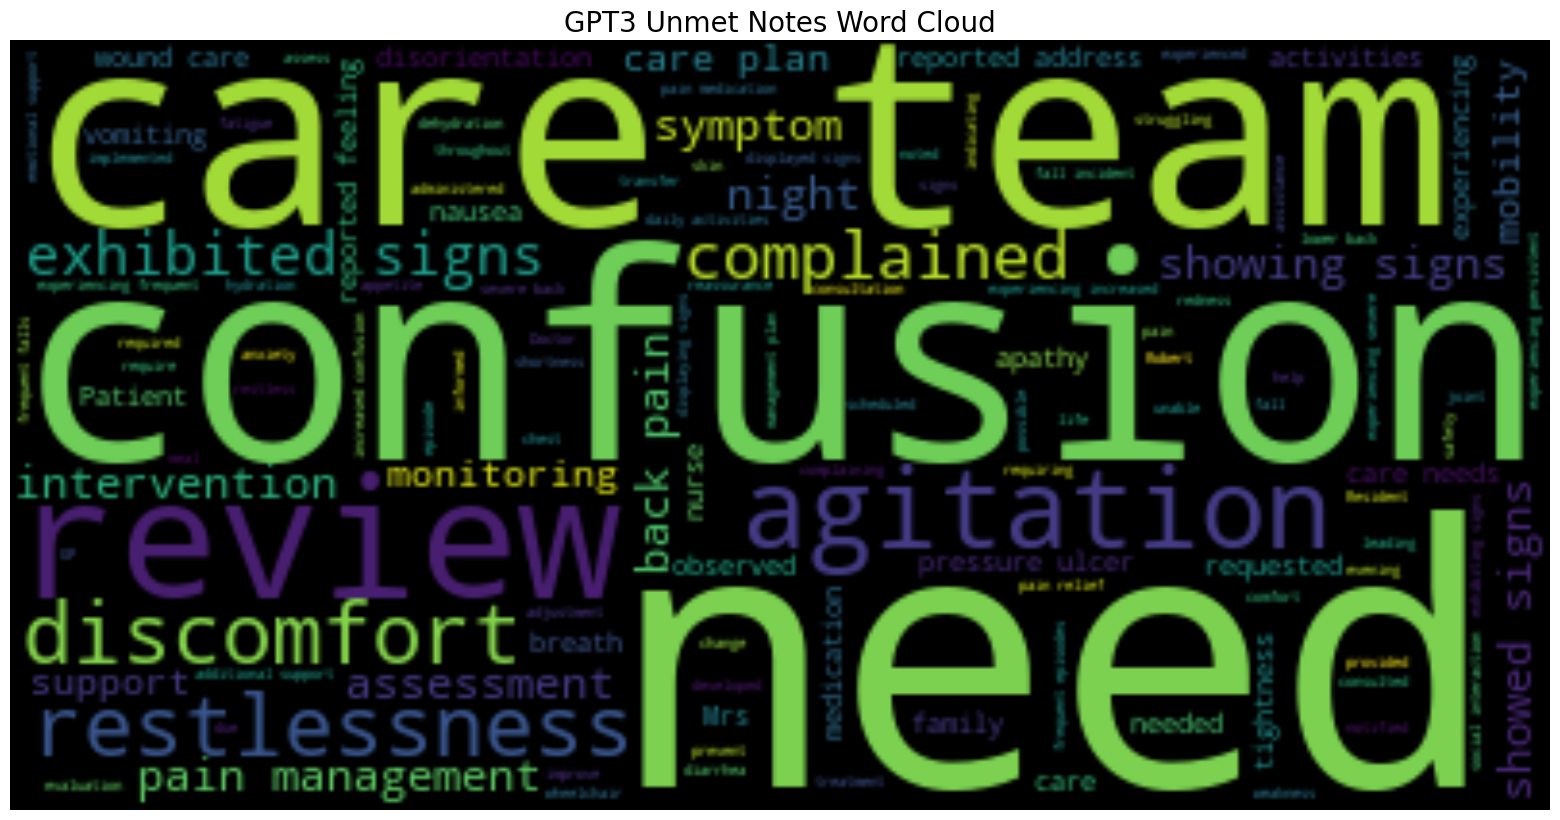 GPT3 Unmet Notes Word Cloud
wound care
assess
disorientation
care plan
reported address
experienced
activities
emotional support
care team
pain medication
vomiting
fatigue
dehydration
symptom
struggling
implemented
throughout
displayed signs
noted
indicating
experiencing
mobility
reported feeling
skin
fall incident
administered
transfer
night
signs
assistance
nausea
daily activities
lower back
exhibited signs
complained
showing signs
experiencing frequent
hydration
appetite
severe back
reassurance
consultation
experiencing increased
redness
experiencing persistent
confusion
frequent falls
required
anxiety
Doctor
pain
require
shortness
apathy
Robert
restless
informed
help
Patient
increased confusion
episode
back pain
displaying signs
management plan
scheduled
possible
life
unable
fall
experiencing severe
joint
safety
chest
meal
intervention
monitoring
nurse
complaining
requiring
care needs
Resident
review
agitation
GP
leading
observed
pressure ulcer
requested
morning
pain relief
comfort
showed signs
discomfort
adjustment
breath
need
change
medication
tightness
provided
consulted
support
additional support
assessment
developed
frequent episodes
social interaction
restlessness
due
Mrs
family
needed
notified
prevent
diarrhea
evaluation
pain management
improve
wheelchair
treatment
care
weakness